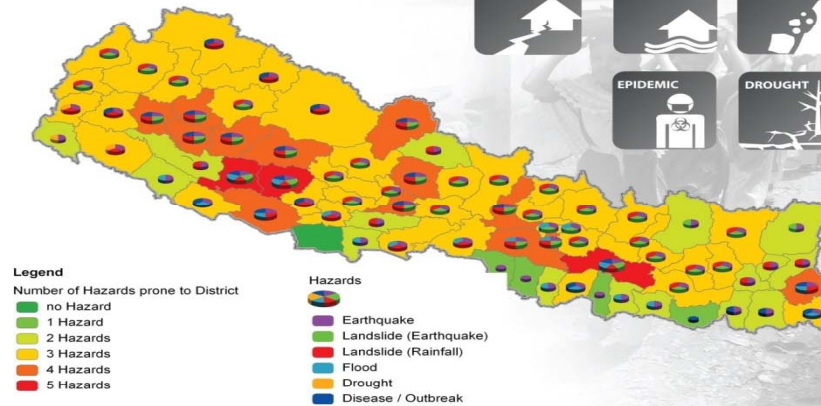 EPIDEMIC
DROUGHT
Legend
Number of Hazards prone to District
no Hazard
1 Hazard
2 Hazards
3 Hazards
4 Hazards
5 Hazards
Hazards
Earthquake
Landslide (Earthquake)
Landslide (Rainfall)
Flood
Drought
Disease / Outbreak